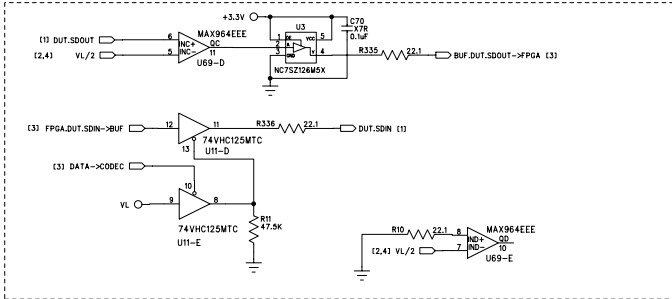 +3.3V
C70
X7R
0.1uF
U3
[1] DUT.SDOUT
6
INC+
MAX964EEE
QC
11
1
OE
VCC
5
2
A
3
GND
Y
4
R335
22.1
BUF.DUT.SDOUT->FPGA [3]
[2,4] VL/2
5
INC-
U69-D
NC7SZ126M5X
[3] FPGA.DUT.SDIN->BUF
12
11
R336
22.1
DUT.SDIN [1]
74VHC125MTC
13
U11-D
[3] DATA->CODEC
10
VL
9
8
R11
47.5K
74VHC125MTC
U11-E
R10
22.1
8
IND+
MAX964EEE
QD
10
[2,4] VL/2
7
IND-
U69-E